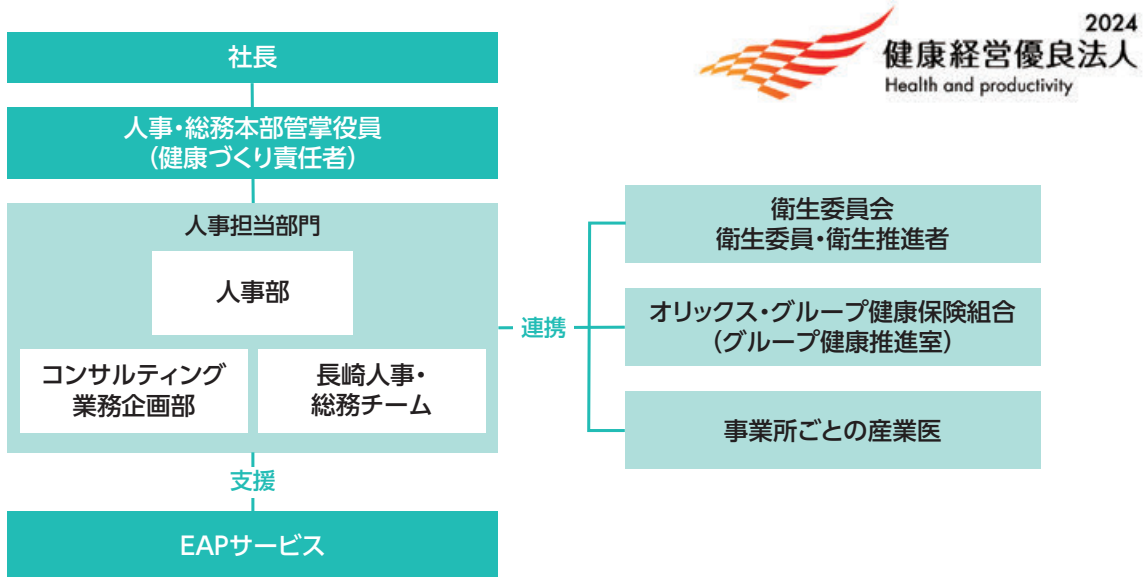 2024
健康経営優良法人
Health and productivity
社長
人事・総務本部管掌役員
（健康づくり責任者）
人事担当部門
人事部
コンサルティング
業務企画部
長崎人事・
総務チーム
連携
衛生委員会
衛生委員・衛生推進者
オリックス・グループ健康保険組合
（グループ健康推進室）
事業所ごとの産業医
支援
EAPサービス